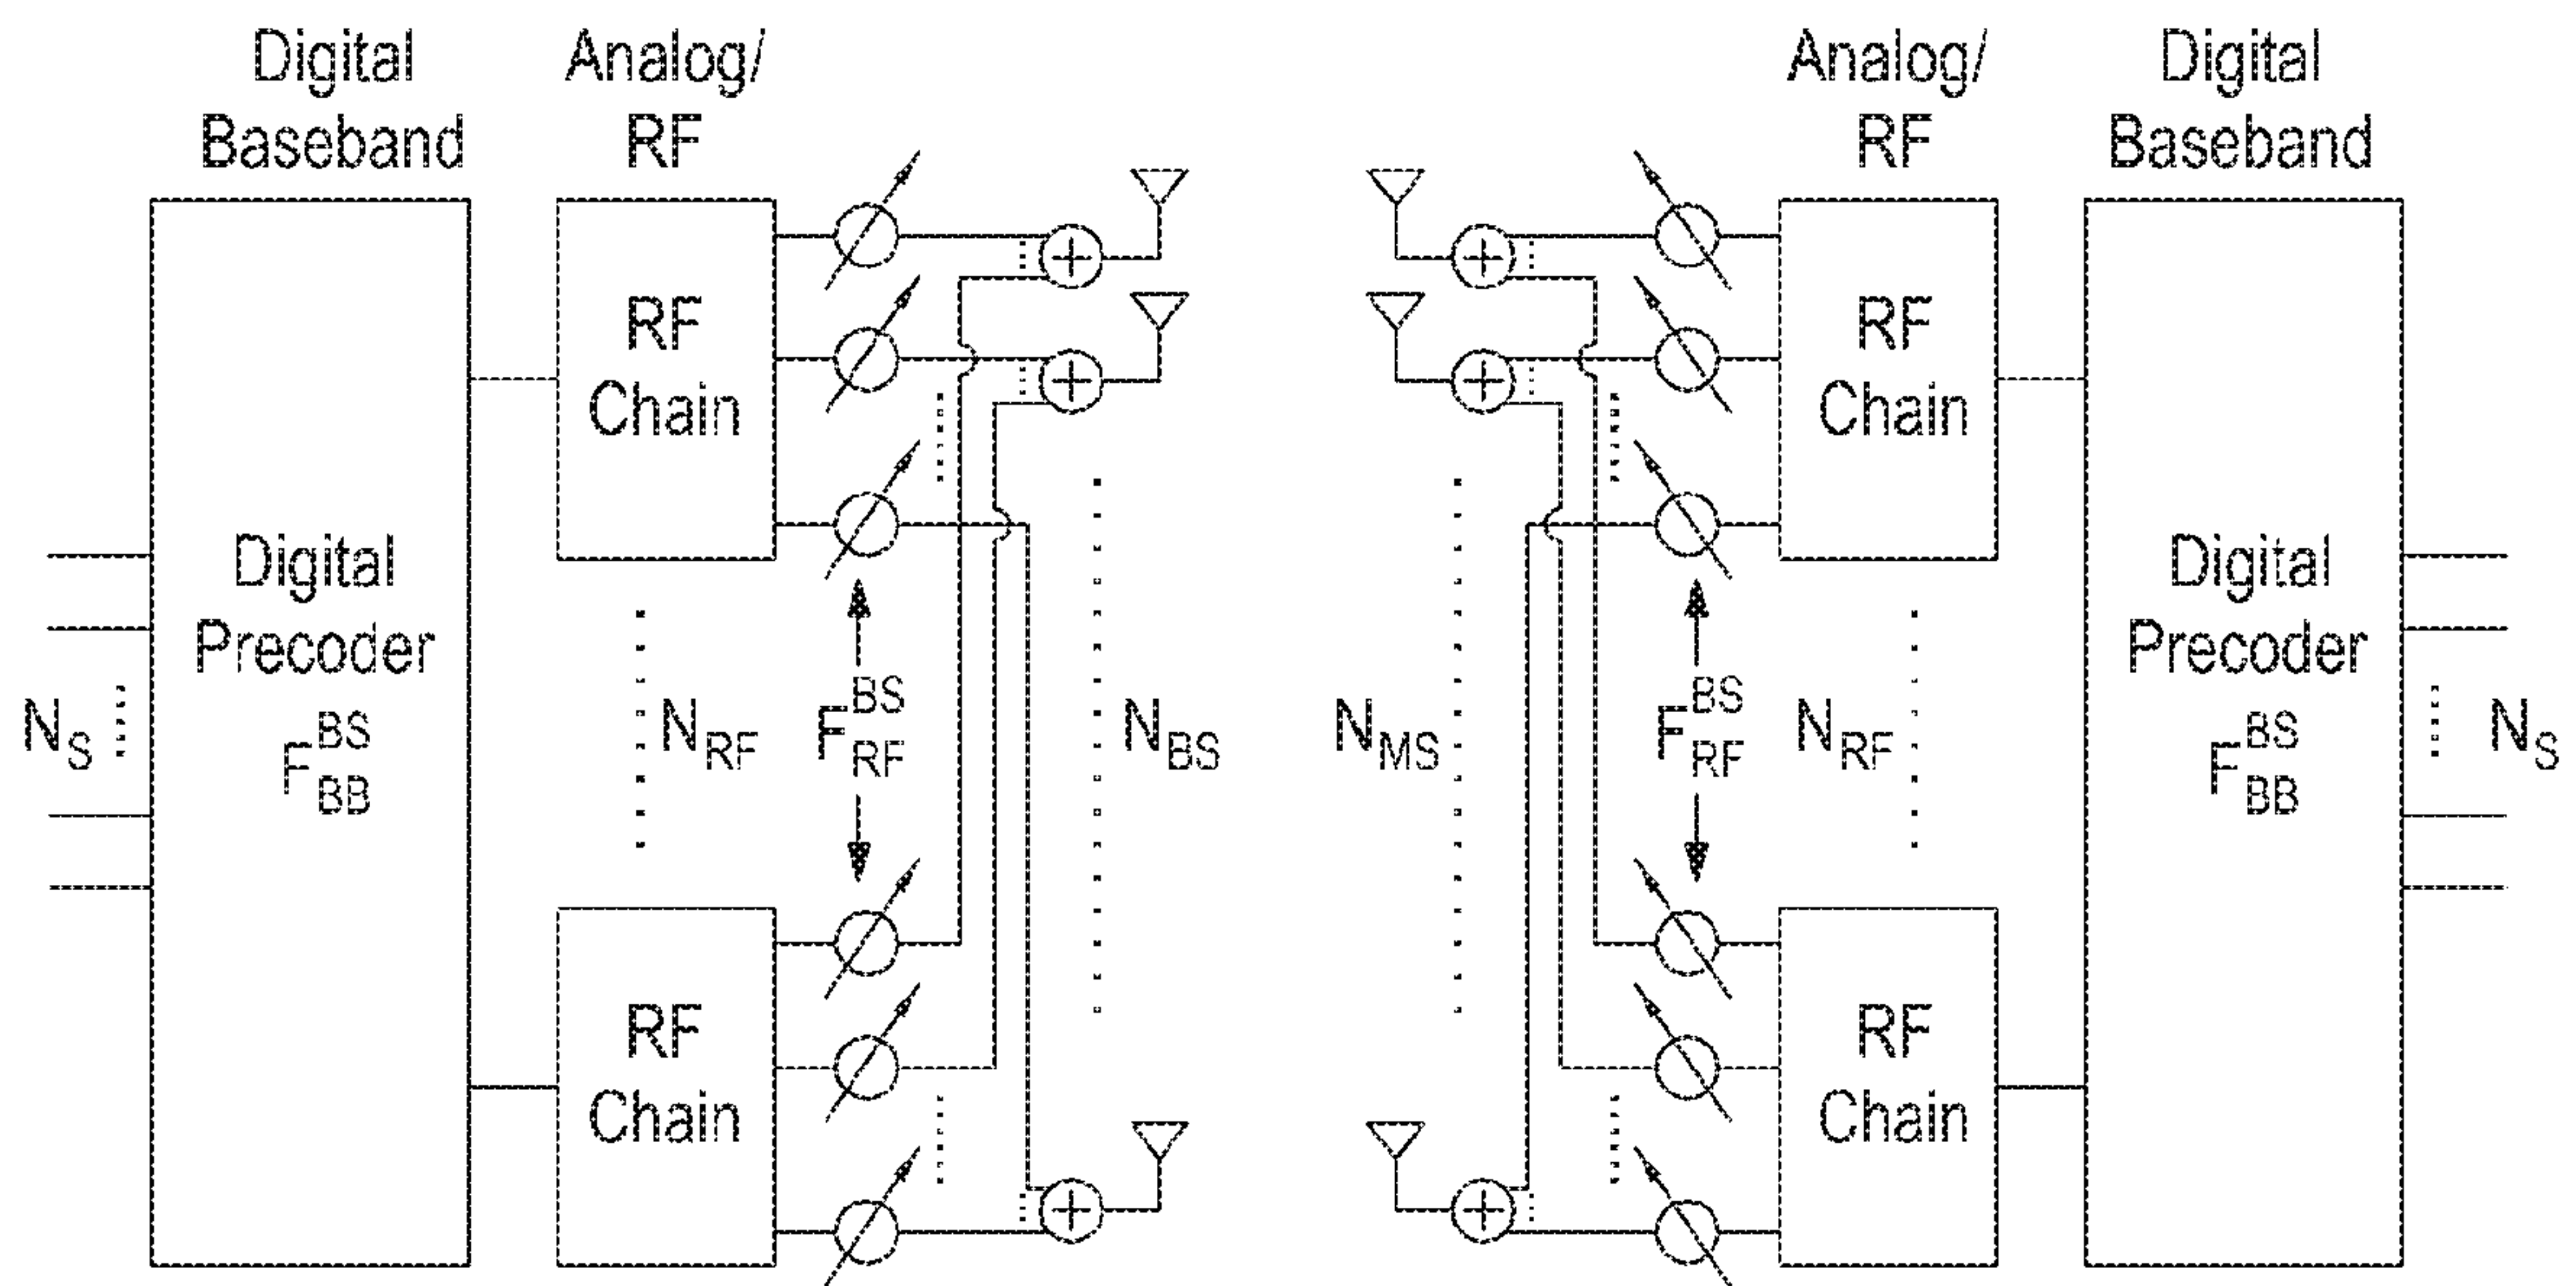 Digital
Baseband
Analog/
RF
Analog/
RF
Digital
Baseband
RF
Chain
RF
Chain
Digital
Precoder
F_BB^BS
N_S
N_RF
F_RF^BS
N_BS
N_MS
F_RF^BS
N_RF
Digital
Precoder
F_BB^BS
N_S
RF
Chain
RF
Chain